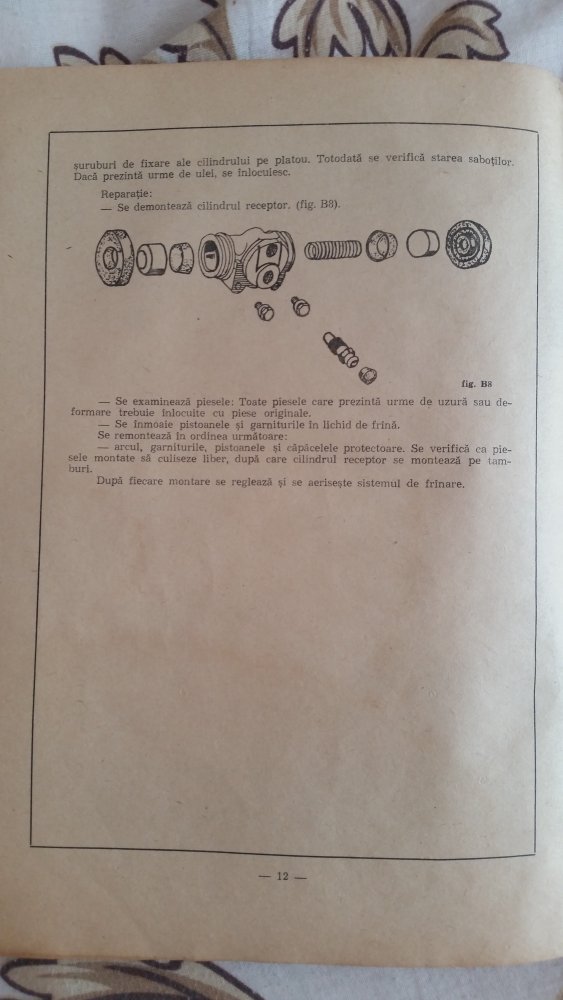 șuruburi de fixare ale cilindrului pe platou. Totodată se verifică starea saboților.
Dacă prezintă urme de ulei, se înlocuiesc.
Reparație:
— Se demontează cilindrul receptor. (fig. B8).
fig. B8
— Se examinează piesele: Toate piesele care prezintă urme de uzură sau de-
formare trebuie înlocuite cu piese originale.
— Se înmoaie pistoanele și garniturile în lichid de frînă.
Se remontează în ordinea următoare:
— arcul, garniturile, pistoanele și căpăcelele protectoare. Se verifică ca pie-
sele montate să culiseze liber, după care cilindrul receptor se montează pe tam-
buri.
După fiecare montare se reglează și se aerisește sistemul de frînare.
— 12 —